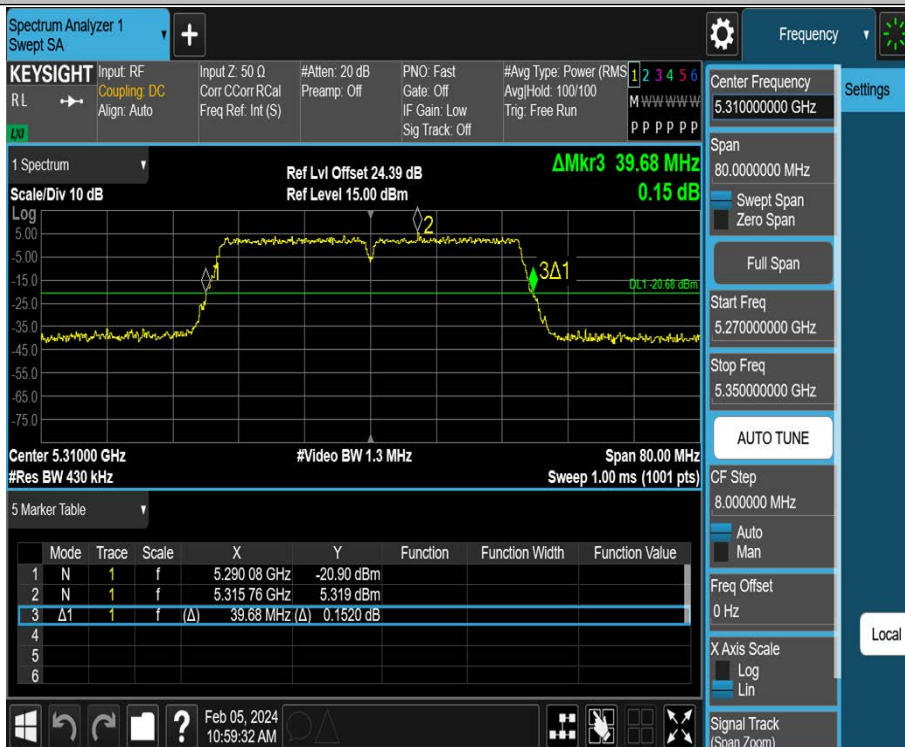 Spectrum Analyzer 1
Swept SA
+
Frequency
KEYSIGHT
RL
LXI
Input: RF
Coupling: DC
Align: Auto
Input Z: 50 Ω
Corr CCorr RCal
Freq Ref: Int (S)
#Atten: 20 dB
Preamp: Off
PNO: Fast
Gate: Off
IF Gain: Low
Sig Track: Off
#Avg Type: Power (RMS
Avg|Hold: 100/100
Trig: Free Run
1 2 3 4 5 6
M W W W W W
P P P P P P
Center Frequency
5.310000000 GHz
Settings
Span
80.0000000 MHz
Swept Span
Zero Span
Full Span
Start Freq
5.270000000 GHz
Stop Freq
5.350000000 GHz
AUTO TUNE
CF Step
8.000000 MHz
Auto
Man
Freq Offset
0 Hz
Local
X Axis Scale
Log
Lin
Signal Track
(Span Zoom)
1 Spectrum
Scale/Div 10 dB
Ref Lvl Offset 24.39 dB
Ref Level 15.00 dBm
ΔMkr3 39.68 MHz
0.15 dB
Log
5.00
-5.00
-15.0
-25.0
-35.0
-45.0
-55.0
-65.0
-75.0
1
2
3Δ1
DL1 -20.68 dBm
Center 5.31000 GHz
#Video BW 1.3 MHz
Span 80.00 MHz
#Res BW 430 kHz
Sweep 1.00 ms (1001 pts)
5 Marker Table
Mode Trace Scale X Y Function Function Width Function Value
1 N 1 f 5.290 08 GHz -20.90 dBm
2 N 1 f 5.315 76 GHz 5.319 dBm
3 Δ1 1 f (Δ) 39.68 MHz (Δ) 0.1520 dB
4
5
6
?
Feb 05, 2024
10:59:32 AM